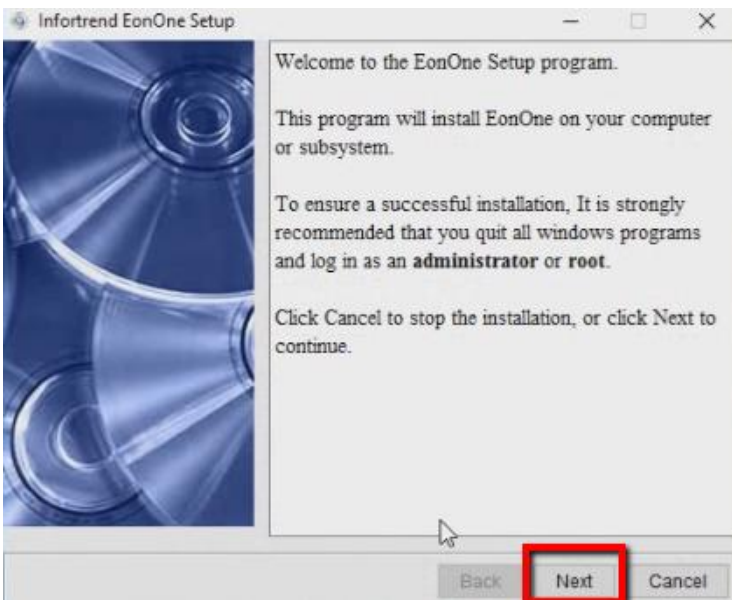 Infortrend EonOne Setup
Welcome to the EonOne Setup program.
This program will install EonOne on your computer
or subsystem.
To ensure a successful installation, It is strongly
recommended that you quit all windows programs
and log in as an administrator or root.
Click Cancel to stop the installation, or click Next to
continue.
Back Next Cancel